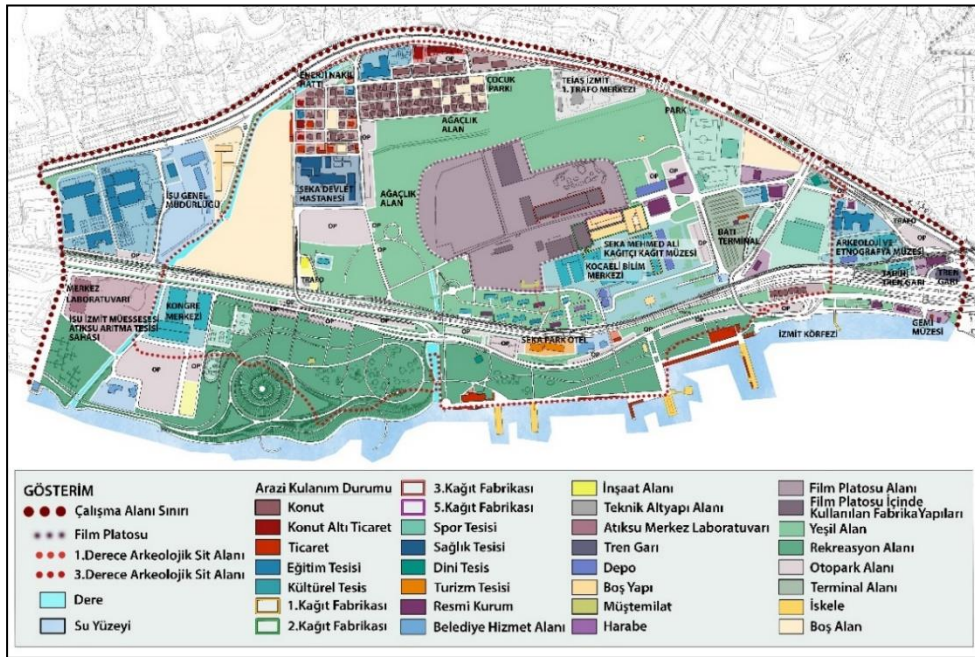 ENERJİ NAKİL
HATTI
ÇOCUK
PARKI
TEİAŞ İZMİT
1. TRAFO MERKEZİ
AĞAÇLIK
ALAN
PARK
OP
İSU GENEL
MÜDÜRLÜĞÜ
SEKA DEVLET
HASTANESİ
AĞAÇLIK
ALAN
OP
OP
BATI
TERMİNAL
TRAFO
OP
SEKA MEHMED ALİ
KAĞITÇI KAĞIT MÜZESİ
ARKEOLOJİ VE
ETNOGRAFYA MÜZESİ
KOCAELİ BİLİM
MERKEZİ
TRAFO
TARİHİ
TREN GARI
TREN
GARI
MERKEZ
LABORATUVARI
KONGRE
MERKEZİ
İSU İZMİT MÜESSESESİ
ATIKSU ARITMA TESİSİ
SAHASI
GEMİ
MÜZESİ
İZMİT KÖRFEZİ
SEKA PARK OTEL
OP
OP
OP
GÖSTERİM
Çalışma Alanı Sınırı
Film Platosu
1.Derece Arkeolojik Sit Alanı
3.Derece Arkeolojik Sit Alanı
Dere
Su Yüzeyi
Arazi Kulanım Durumu
Konut
Konut Altı Ticaret
Ticaret
Eğitim Tesisi
Kültürel Tesis
1.Kağıt Fabrikası
2.Kağıt Fabrikası
3.Kağıt Fabrikası
5.Kağıt Fabrikası
Spor Tesisi
Sağlık Tesisi
Dini Tesis
Turizm Tesisi
Resmi Kurum
Belediye Hizmet Alanı
İnşaat Alanı
Teknik Altyapı Alanı
Atıksu Merkez Laboratuvarı
Tren Garı
Depo
Boş Yapı
Müştemilat
Harabe
Film Platosu Alanı
Film Platosu İçinde
Kullanılan Fabrika Yapıları
Yeşil Alan
Rekreasyon Alanı
Otopark Alanı
Terminal Alanı
İskele
Boş Alan